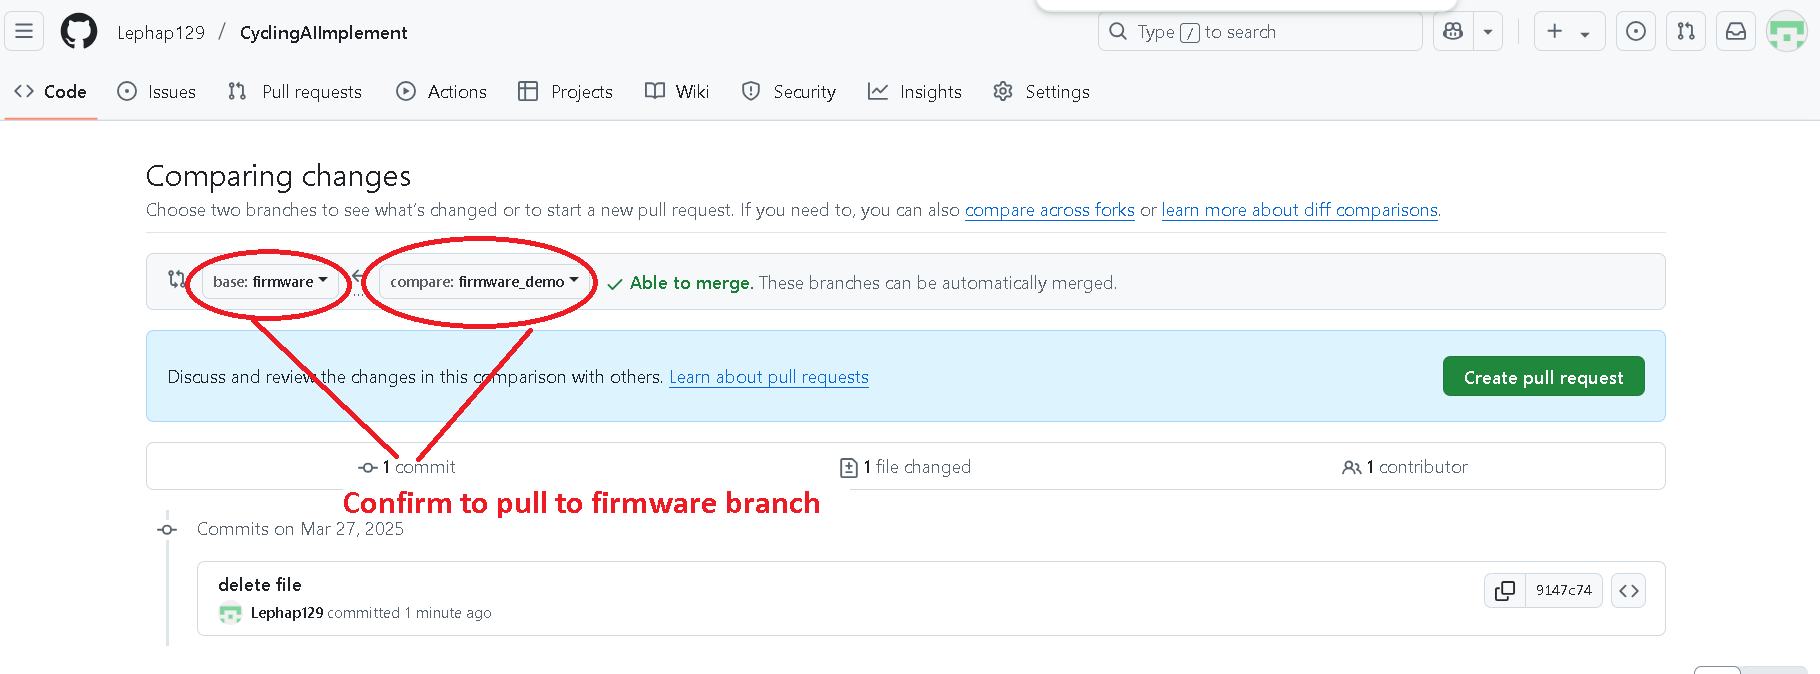 Lephap129 / CyclingAIImplement
Type / to search
Code Issues Pull requests Actions Projects Wiki Security Insights Settings
Comparing changes
Choose two branches to see what's changed or to start a new pull request. If you need to, you can also compare across forks or learn more about diff comparisons.
base: firmware ... compare: firmware_demo Able to merge. These branches can be automatically merged.
Discuss and review the changes in this comparison with others. Learn about pull requests
Create pull request
1 commit 1 file changed 1 contributor
Confirm to pull to firmware branch
Commits on Mar 27, 2025
delete file
9147c74
Lephap129 committed 1 minute ago